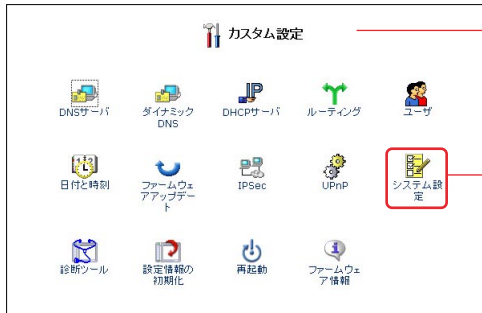 カスタム設定
DNSサーバ
ダイナミック
DNS
IP
DHCPサーバ
ルーティング
ユーザ
日付と時刻
ファームウェ
アアップデー
ト
IPSec
UPnP
システム設
定
診断ツール
設定情報の
初期化
再起動
ファームウェ
ア情報